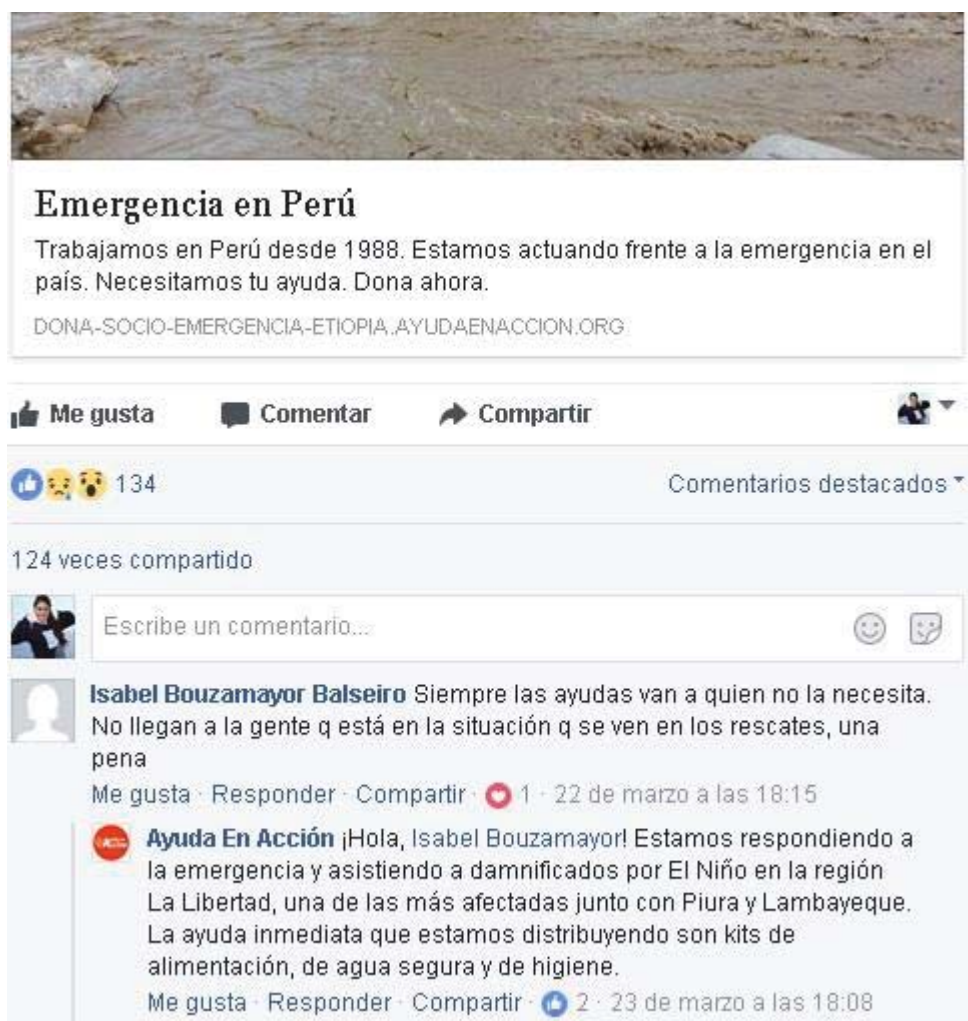 Emergencia en Perú
Trabajamos en Perú desde 1988. Estamos actuando frente a la emergencia en el
país. Necesitamos tu ayuda. Dona ahora.
DONA-SOCIO-EMERGENCIA-ETIOPIA.AYUDAENACCION.ORG
Me gusta Comentar Compartir
134 Comentarios destacados
124 veces compartido
Escribe un comentario...
Isabel Bouzamayor Balseiro Siempre las ayudas van a quien no la necesita.
No llegan a la gente q está en la situación q se ven en los rescates, una
pena
Me gusta · Responder · Compartir · 1 · 22 de marzo a las 18:15
Ayuda En Acción ¡Hola, Isabel Bouzamayor! Estamos respondiendo a
la emergencia y asistiendo a damnificados por El Niño en la región
La Libertad, una de las más afectadas junto con Piura y Lambayeque.
La ayuda inmediata que estamos distribuyendo son kits de
alimentación, de agua segura y de higiene.
Me gusta · Responder · Compartir · 2 · 23 de marzo a las 18:08